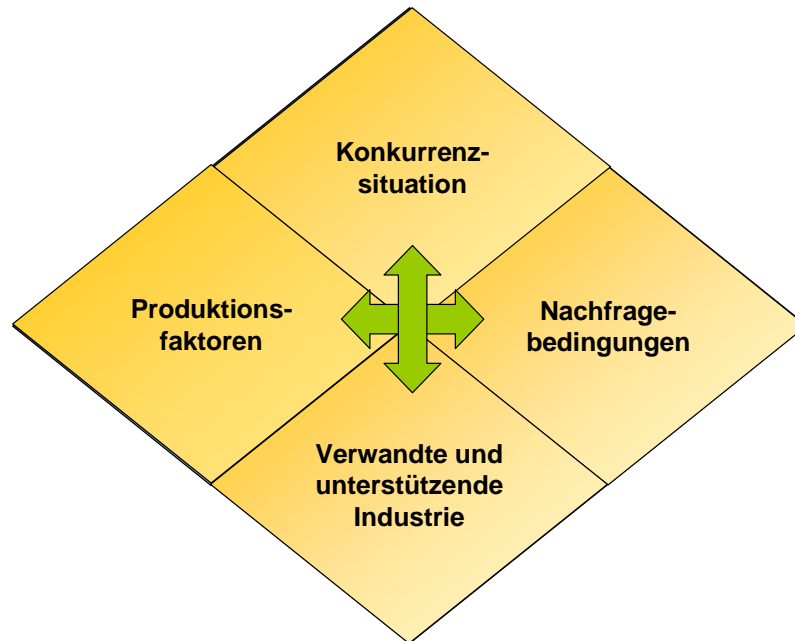 Konkurrenz-
situation
Produktions-
faktoren
Nachfrage-
bedingungen
Verwandte und
unterstützende
Industrie